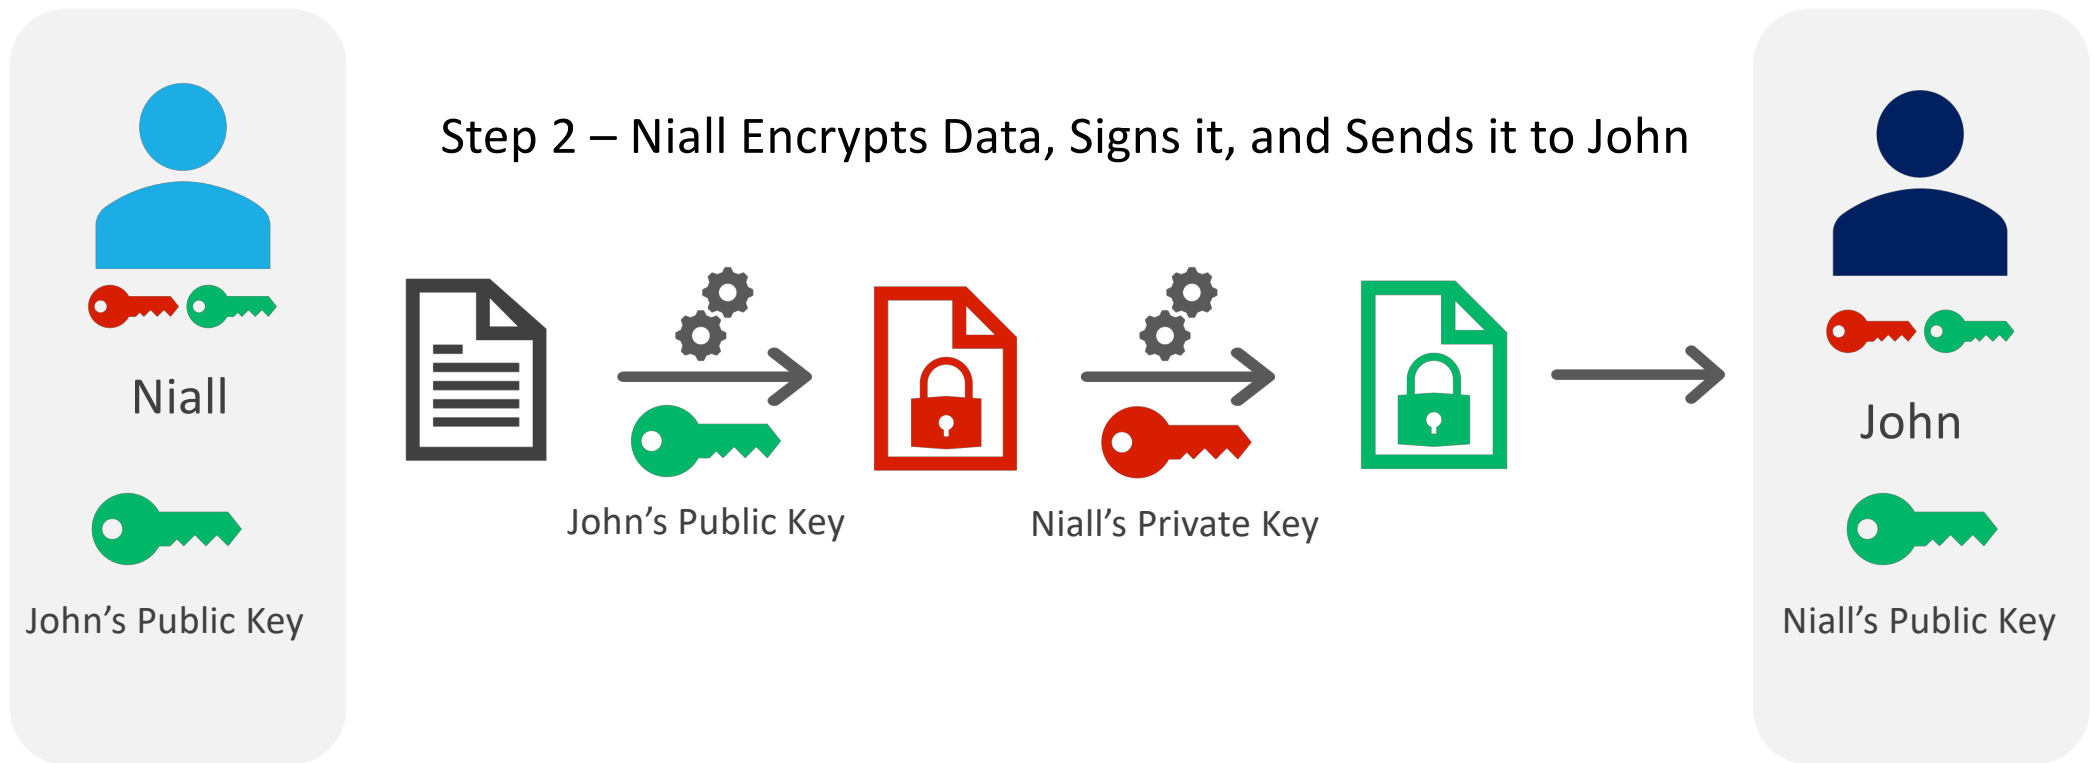 Step 2 – Niall Encrypts Data, Signs it, and Sends it to John
Niall
John's Public Key
John’s Public Key
Niall’s Private Key
John
Niall’s Public Key